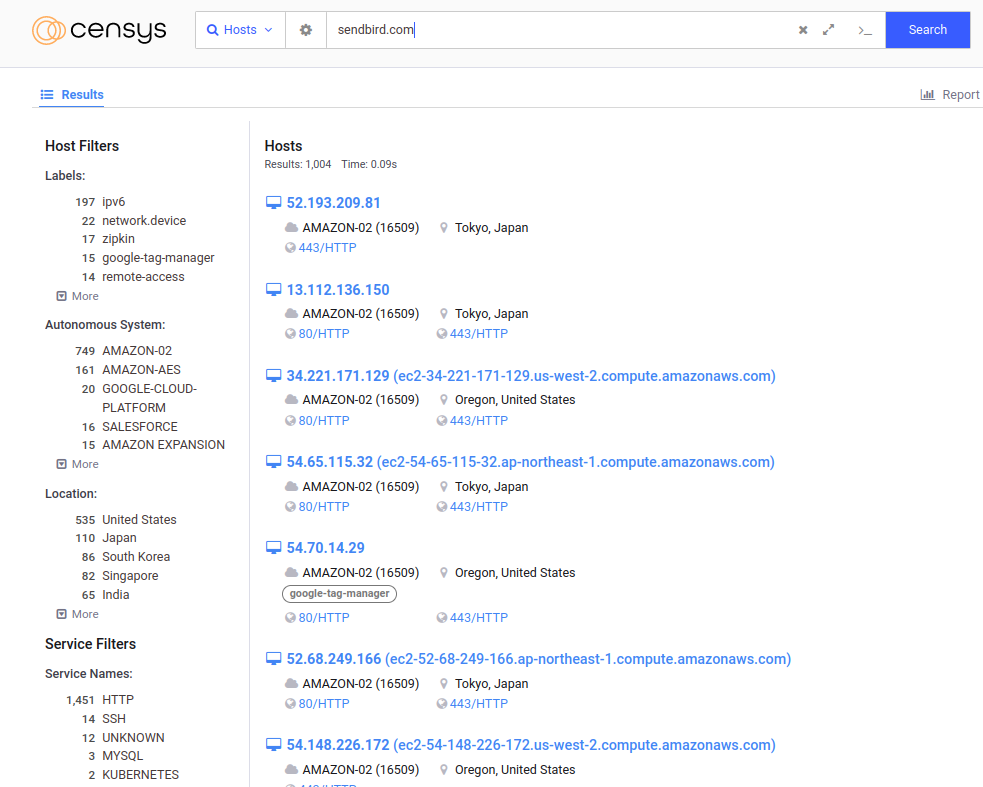 censys
Hosts
sendbird.com
>_
Search
Results
Report
Host Filters
Labels:
197 ipv6
22 network.device
17 zipkin
15 google-tag-manager
14 remote-access
More
Autonomous System:
749 AMAZON-02
161 AMAZON-AES
20 GOOGLE-CLOUD-
PLATFORM
16 SALESFORCE
15 AMAZON EXPANSION
More
Location:
535 United States
110 Japan
86 South Korea
82 Singapore
65 India
More
Service Filters
Service Names:
1,451 HTTP
14 SSH
12 UNKNOWN
3 MYSQL
2 KUBERNETES
Hosts
Results: 1,004 Time: 0.09s
52.193.209.81
AMAZON-02 (16509) Tokyo, Japan
443/HTTP
13.112.136.150
AMAZON-02 (16509) Tokyo, Japan
80/HTTP 443/HTTP
34.221.171.129 (ec2-34-221-171-129.us-west-2.compute.amazonaws.com)
AMAZON-02 (16509) Oregon, United States
80/HTTP 443/HTTP
54.65.115.32 (ec2-54-65-115-32.ap-northeast-1.compute.amazonaws.com)
AMAZON-02 (16509) Tokyo, Japan
80/HTTP 443/HTTP
54.70.14.29
AMAZON-02 (16509) Oregon, United States
google-tag-manager
80/HTTP 443/HTTP
52.68.249.166 (ec2-52-68-249-166.ap-northeast-1.compute.amazonaws.com)
AMAZON-02 (16509) Tokyo, Japan
80/HTTP 443/HTTP
54.148.226.172 (ec2-54-148-226-172.us-west-2.compute.amazonaws.com)
AMAZON-02 (16509) Oregon, United States